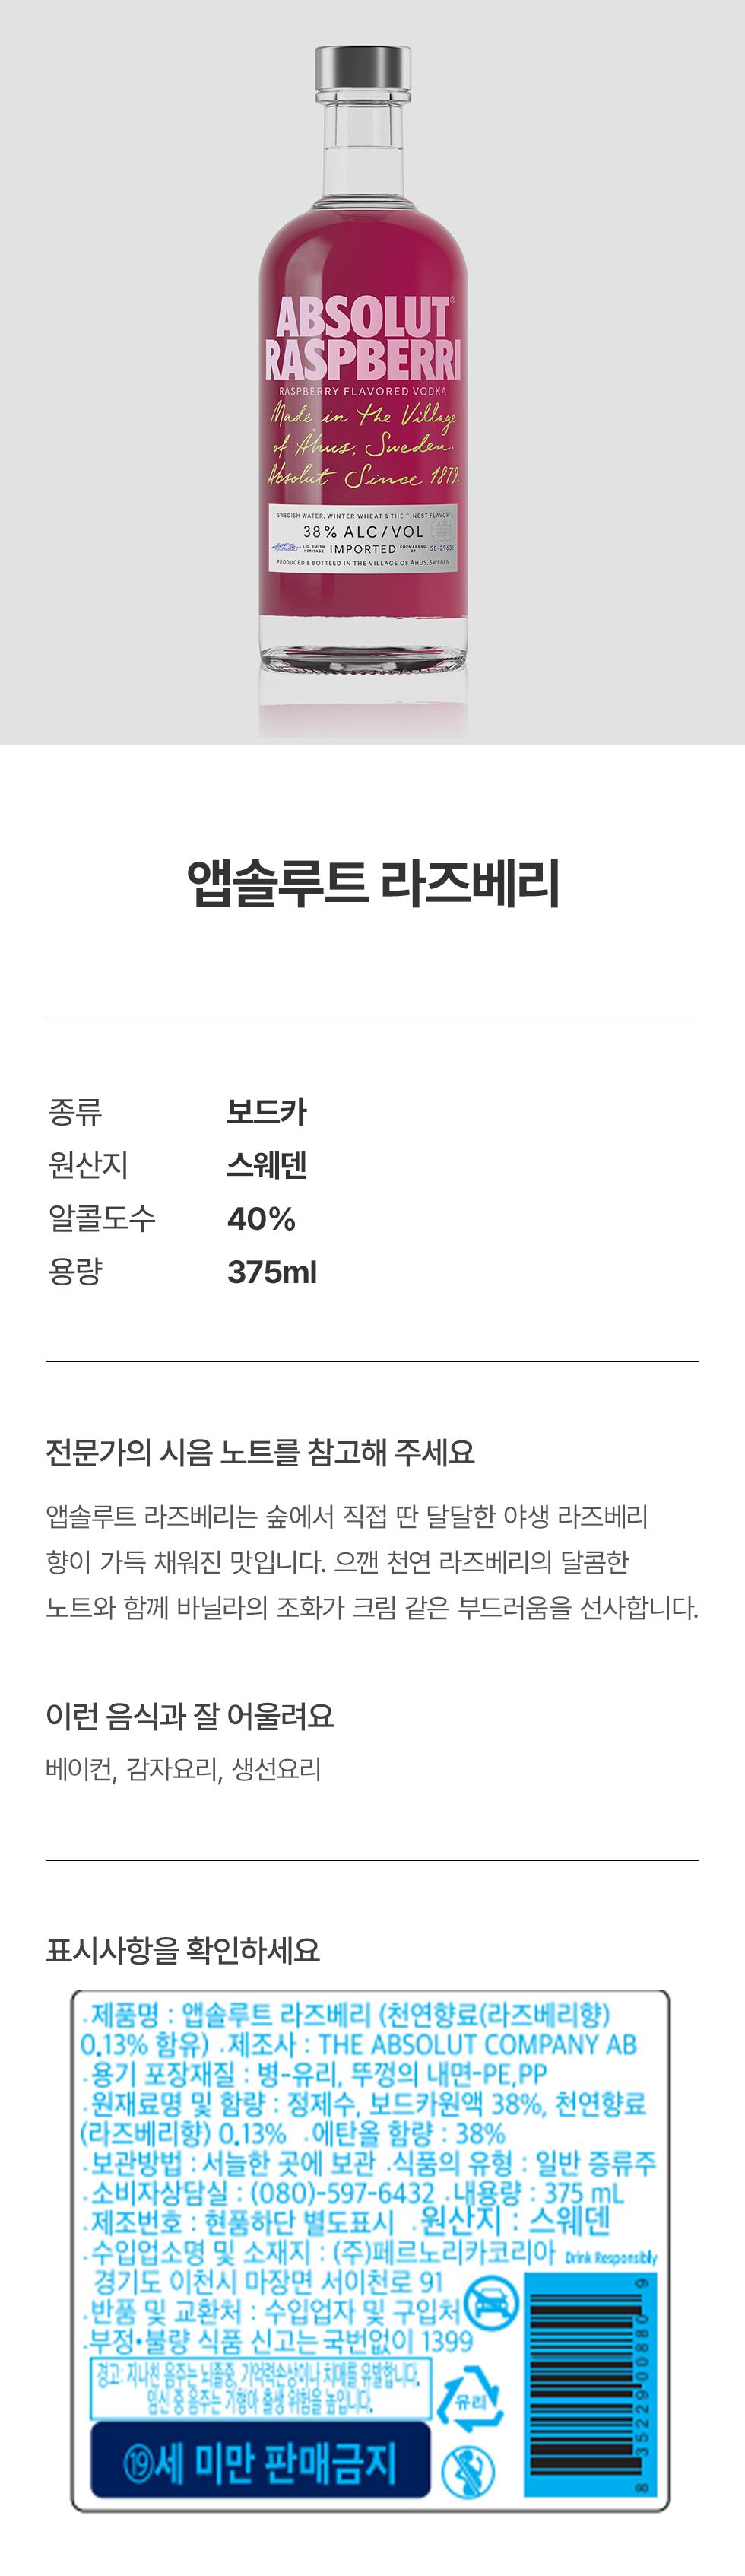 ABSOLUT
RASPBERRI
RASPBERRY FLAVORED VODKA
Made in the Village
of Åhus, Sweden.
Absolut Since 1879.
SWEDISH WATER, WINTER WHEAT & THE FINEST FLAVOR
38% ALC/VOL
L.O. SMITH HERITAGE IMPORTED KÖPMANNAG. 29 SE-29631
PRODUCED & BOTTLED IN THE VILLAGE OF ÅHUS, SWEDEN
앱솔루트 라즈베리
종류 보드카
원산지 스웨덴
알콜도수 40%
용량 375ml
전문가의 시음 노트를 참고해 주세요
앱솔루트 라즈베리는 숲에서 직접 딴 달달한 야생 라즈베리
향이 가득 채워진 맛입니다. 으깬 천연 라즈베리의 달콤한
노트와 함께 바닐라의 조화가 크림 같은 부드러움을 선사합니다.
이런 음식과 잘 어울려요
베이컨, 감자요리, 생선요리
표시사항을 확인하세요
.제품명 : 앱솔루트 라즈베리 (천연향료(라즈베리향)
0.13% 함유) .제조사 : THE ABSOLUT COMPANY AB
.용기 포장재질 : 병-유리, 뚜껑의 내면-PE,PP
.원재료명 및 함량 : 정제수, 보드카원액 38%, 천연향료
(라즈베리향) 0.13% .에탄올 함량 : 38%
.보관방법 : 서늘한 곳에 보관 .식품의 유형 : 일반 증류주
.소비자상담실 : (080)-597-6432 .내용량 : 375 mL
.제조번호 : 현품하단 별도표시 .원산지 : 스웨덴
.수입업소명 및 소재지 : (주)페르노리카코리아 Drink Responsibly
경기도 이천시 마장면 서이천로 91
.반품 및 교환처 : 수입업자 및 구입처
.부정•불량 식품 신고는 국번없이 1399
경고: 지나친 음주는 뇌졸중, 기억력손상이나 치매를 유발합니다.
임신 중 음주는 기형아 출생 위험을 높입니다.
유리
⑲세 미만 판매금지
8 35229 00880 9